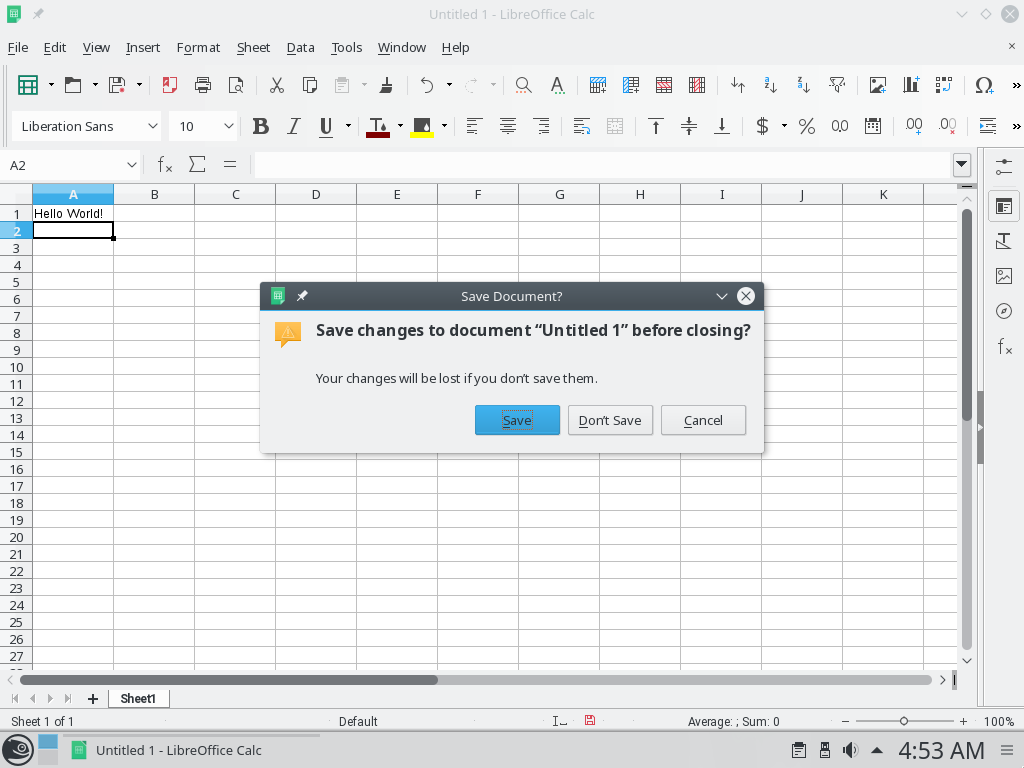 Untitled 1 - LibreOffice Calc
File Edit View Insert Format Sheet Data Tools Window Help
Liberation Sans 10 B I U $ % 0,0 .00 .00
A2
A B C D E F G H I J K
1 Hello World!
2
3
4
5
6
7
8
9
10
11
12
13
14
15
16
17
18
19
20
21
22
23
24
25
26
27
Save Document?
Save changes to document “Untitled 1” before closing?
Your changes will be lost if you don’t save them.
Save Don’t Save Cancel
Sheet1
Sheet 1 of 1 Default Average: ; Sum: 0 100%
Untitled 1 - LibreOffice Calc 4:53 AM